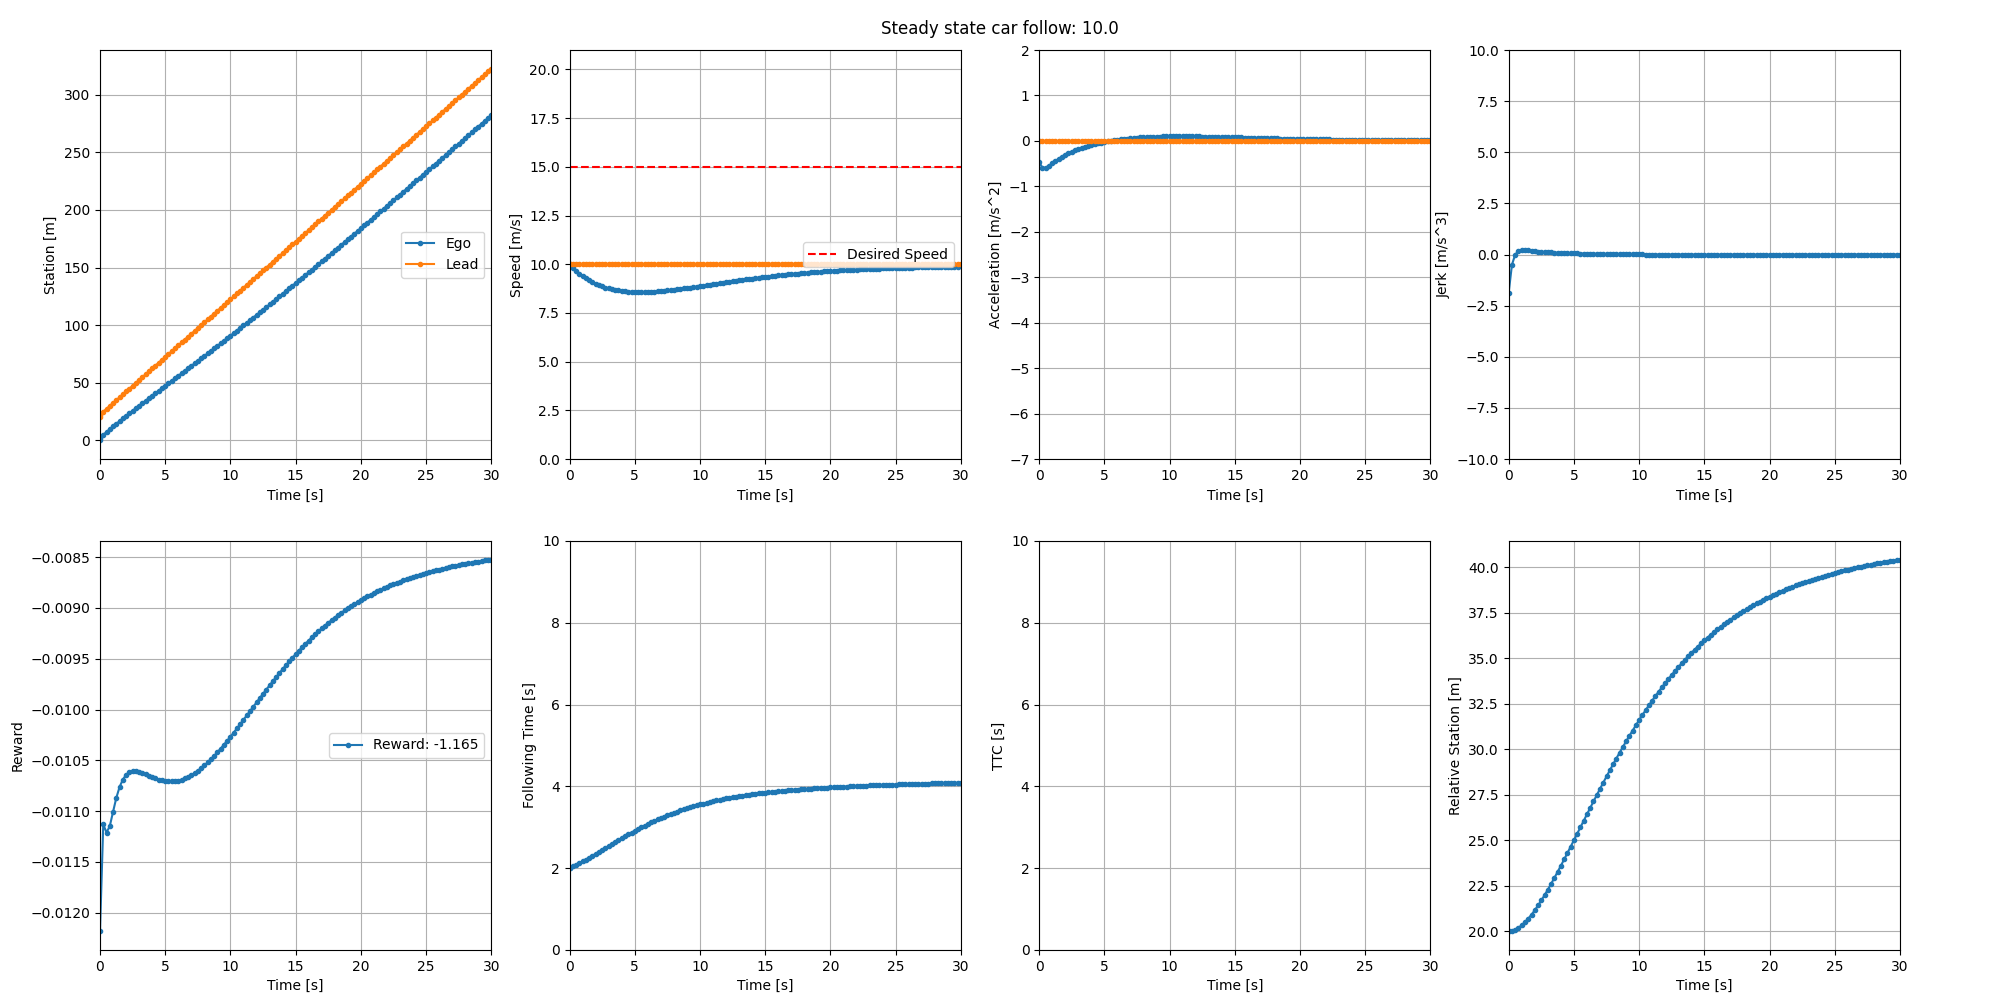 Steady state car follow: 10.0
Station [m]
300
250
200
150
100
50
0
Ego
Lead
0 5 10 15 20 25 30
Time [s]
Speed [m/s]
20.0
17.5
15.0
12.5
10.0
7.5
5.0
2.5
0.0
Desired Speed
0 5 10 15 20 25 30
Time [s]
Acceleration [m/s^2]
2
1
0
−1
−2
−3
−4
−5
−6
−7
0 5 10 15 20 25 30
Time [s]
Jerk [m/s^3]
10.0
7.5
5.0
2.5
0.0
−2.5
−5.0
−7.5
−10.0
0 5 10 15 20 25 30
Time [s]
Reward
−0.0085
−0.0090
−0.0095
−0.0100
−0.0105
−0.0110
−0.0115
−0.0120
Reward: -1.165
0 5 10 15 20 25 30
Time [s]
Following Time [s]
10
8
6
4
2
0
0 5 10 15 20 25 30
Time [s]
TTC [s]
10
8
6
4
2
0
0 5 10 15 20 25 30
Time [s]
Relative Station [m]
40.0
37.5
35.0
32.5
30.0
27.5
25.0
22.5
20.0
0 5 10 15 20 25 30
Time [s]